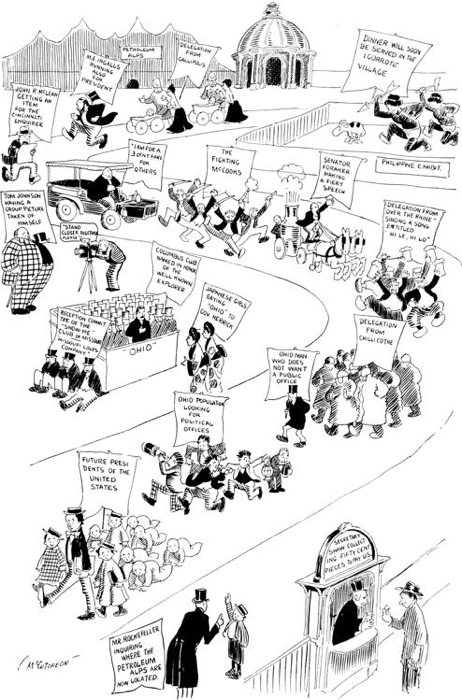 PETROLEUM
ALPS
DELEGATION
FROM
GALLIPOLIS
DINNER WILL SOON
BE SERVED IN THE
IGORROTE
VILLAGE
M.E. INGALLS
RUNNING
ALSO
FOR
PRESIDENT
JOHN R McLEAN
GETTING AN
ITEM
FOR THE
CINCINNATI
ENQUIRER
"I AM FOR A
3 CENT FARE
FOR
OTHERS
THE
FIGHTING
McCOOKS
SENATOR
FORAKER
MAKING
A FIERY
SPEECH
PHILIPPINE EXHIBIT.
TOM JOHNSON
HAVING A
GROUP PICTURE
TAKEN OF
HIMSELF
"STAND
CLOSER TOGETHER
PLEASE"
DELEGATION FROM
OVER THE RHINE
SINGING A SONG
ENTITLED
"HI LE, HI LO"
COLUMBUS CLUB
NAMED IN HONOR
OF THE
WELL KNOWN
EXPLORER
JAPANESE GIRLS
SAYING
"OHIO" TO
GOV HERRICK
RECEPTION COMMIT
TEE OF THE
"SHOW ME"
CLUB OF MISSOURI
MISSOURI LOVES
COMPANY
"OHIO"
DELEGATION
FROM
CHILLICOTHE
OHIO MAN
WHO DOES
NOT WANT
A PUBLIC
OFFICE
OHIO POPULATION
LOOKING
FOR
POLITICAL
OFFICES
FUTURE PRESI
DENTS OF THE
UNITED
STATES
SECRETARY
SHAW COLLECT
ING FIFTY CENT
PIECES TO PAY U.S.
MR. ROCKEFELLER
INQUIRING
WHERE THE
PETROLEUM
ALPS ARE
NOW LOCATED.
McCUTCHEON